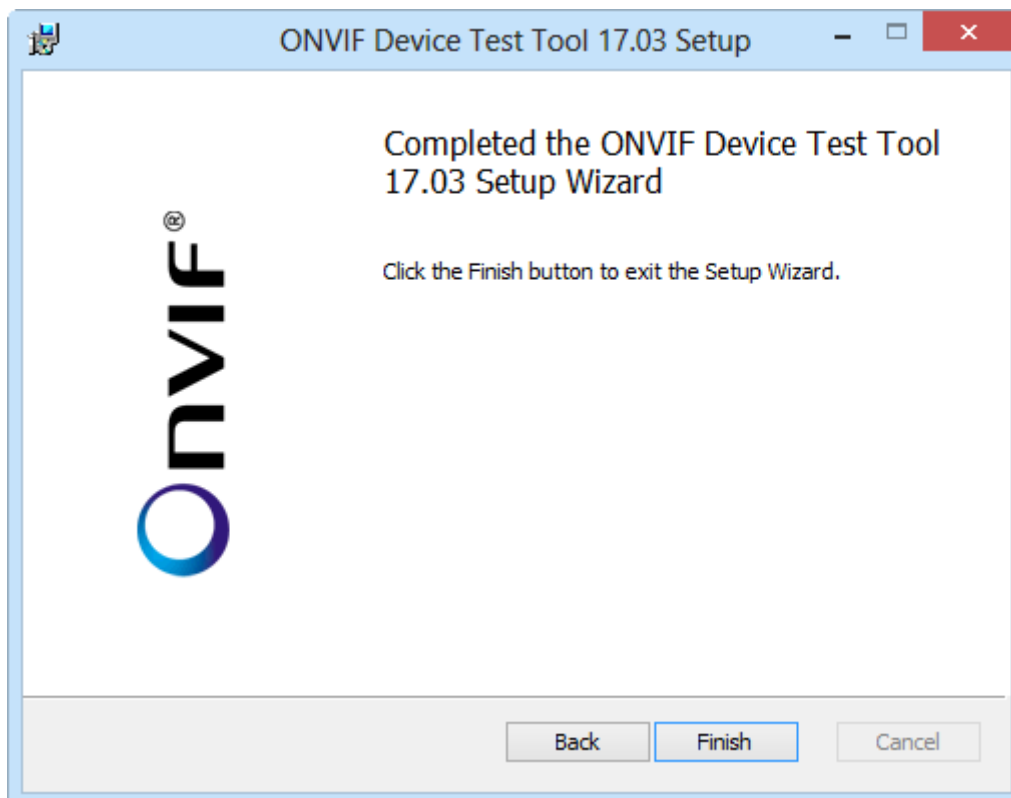 ONVIF Device Test Tool 17.03 Setup
Completed the ONVIF Device Test Tool
17.03 Setup Wizard
Click the Finish button to exit the Setup Wizard.
ONVIF®
Back
Finish
Cancel